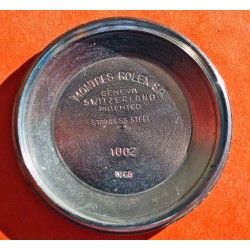 MONTRES ROLEX S.A.
GENEVA
SWITZERLAND
PATENTED
STAINLESS STEEL
1002